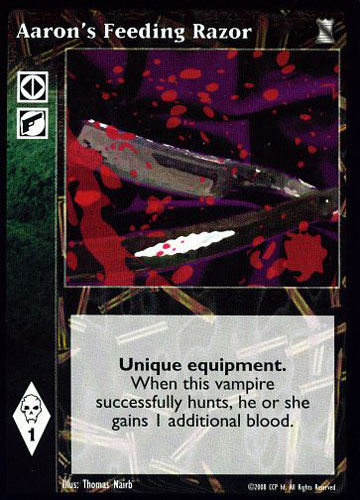 Aaron's Feeding Razor
Unique equipment.
When this vampire
successfully hunts, he or she
gains 1 additional blood.
1
Illus: Thomas Nairb
©2008 CCP hf. All Rights Reserved